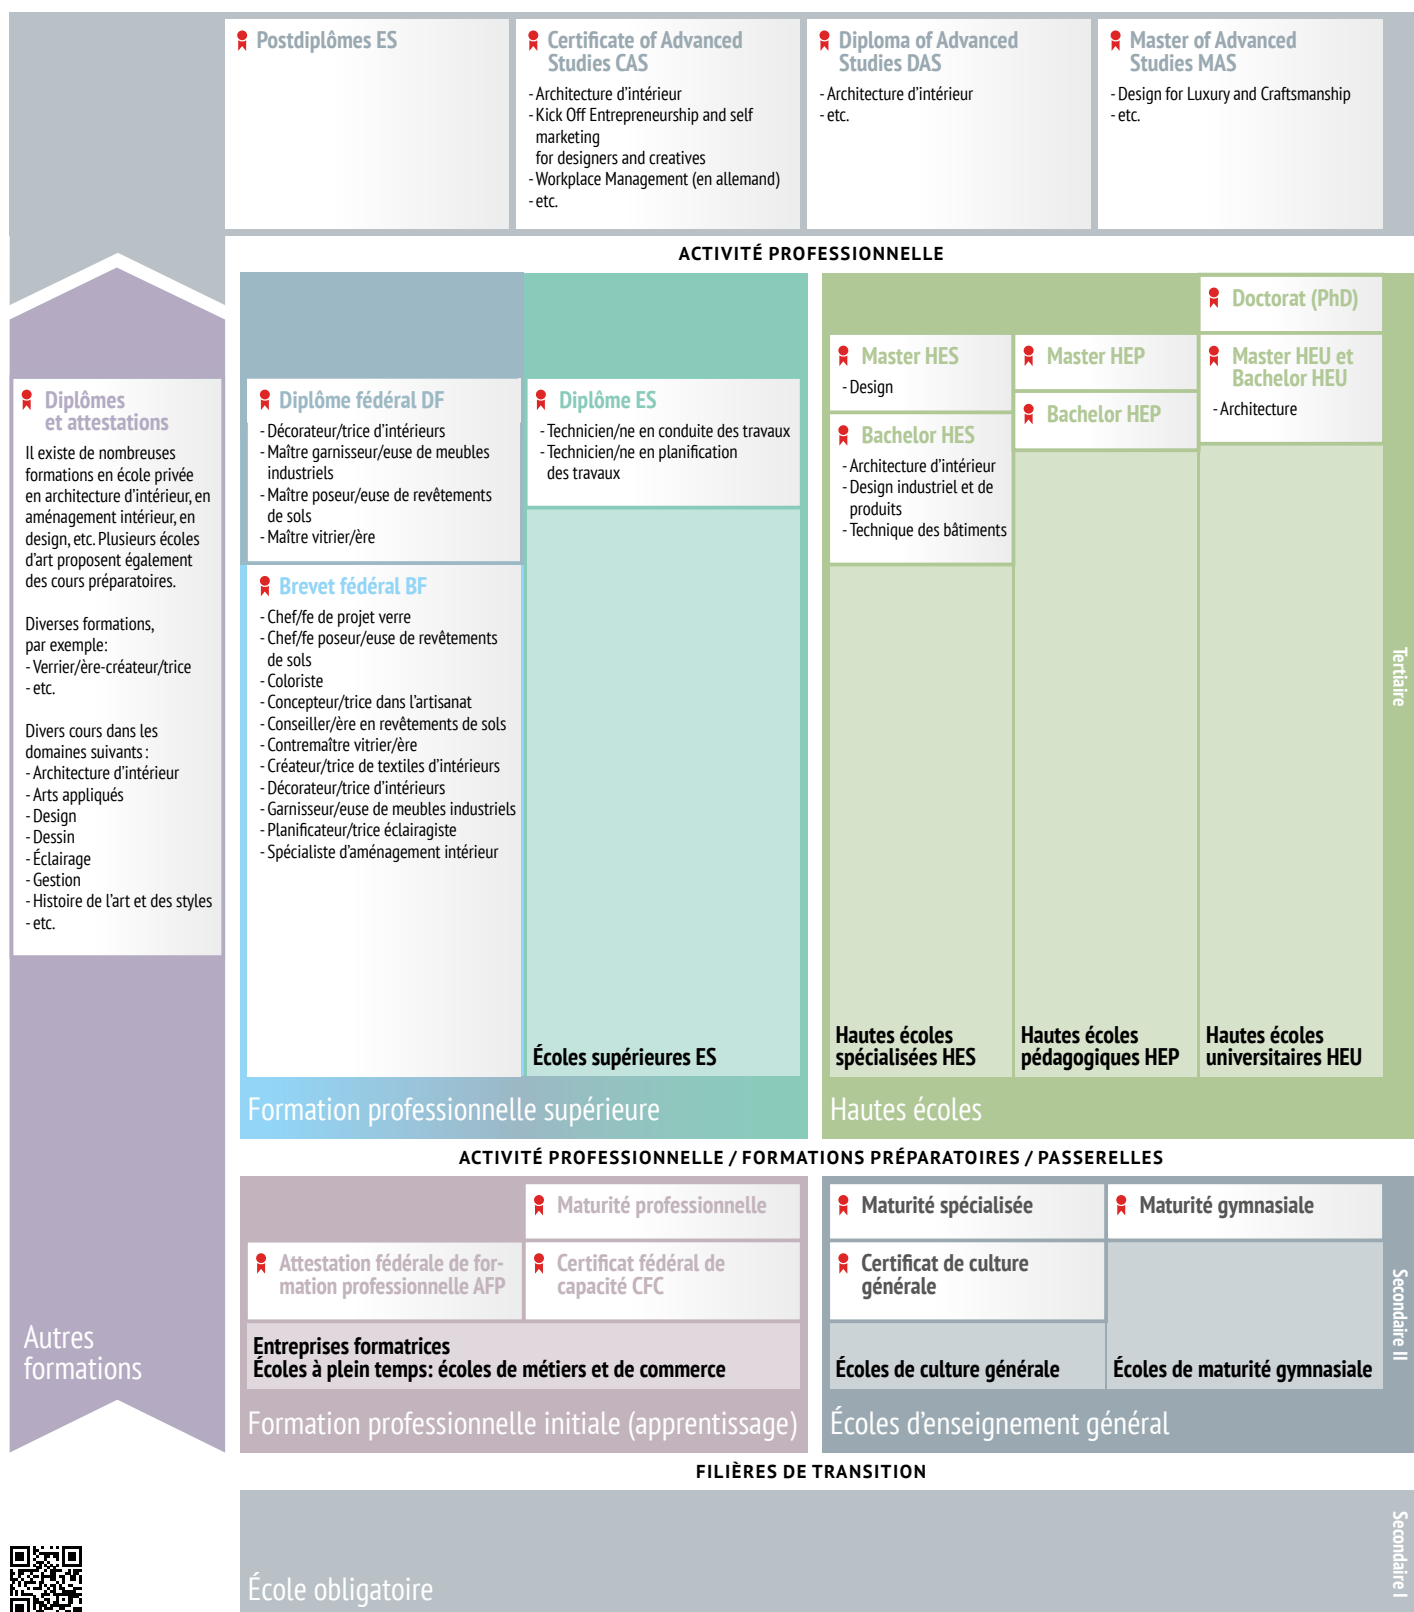 Postdiplômes ES
Certificate of Advanced
Studies CAS
- Architecture d'intérieur
- Kick Off Entrepreneurship and self
marketing
for designers and creatives
- Workplace Management (en allemand)
- etc.
Diploma of Advanced
Studies DAS
- Architecture d'intérieur
- etc.
Master of Advanced
Studies MAS
- Design for Luxury and Craftsmanship
- etc.
ACTIVITÉ PROFESSIONNELLE
Diplômes
et attestations
Il existe de nombreuses
formations en école privée
en architecture d'intérieur, en
aménagement intérieur, en
design, etc. Plusieurs écoles
d'art proposent également
des cours préparatoires.
Diverses formations,
par exemple:
- Verrier/ère-créateur/trice
- etc.
Divers cours dans les
domaines suivants :
- Architecture d'intérieur
- Arts appliqués
- Design
- Dessin
- Éclairage
- Gestion
- Histoire de l'art et des styles
- etc.
Autres
formations
Diplôme fédéral DF
- Décorateur/trice d'intérieurs
- Maître garnisseur/euse de meubles
industriels
- Maître poseur/euse de revêtements
de sols
- Maître vitrier/ère
Brevet fédéral BF
- Chef/fe de projet verre
- Chef/fe poseur/euse de revêtements
de sols
- Coloriste
- Concepteur/trice dans l'artisanat
- Conseiller/ère en revêtements de sols
- Contremaître vitrier/ère
- Créateur/trice de textiles d'intérieurs
- Décorateur/trice d'intérieurs
- Garnisseur/euse de meubles industriels
- Planificateur/trice éclairagiste
- Spécialiste d'aménagement intérieur
Diplôme ES
- Technicien/ne en conduite des travaux
- Technicien/ne en planification
des travaux
Écoles supérieures ES
Formation professionnelle supérieure
Master HES
- Design
Bachelor HES
- Architecture d'intérieur
- Design industriel et de
produits
- Technique des bâtiments
Hautes écoles
spécialisées HES
Master HEP
Bachelor HEP
Hautes écoles
pédagogiques HEP
Doctorat (PhD)
Master HEU et
Bachelor HEU
- Architecture
Hautes écoles
universitaires HEU
Hautes écoles
Tertiaire
ACTIVITÉ PROFESSIONNELLE / FORMATIONS PRÉPARATOIRES / PASSERELLES
Maturité professionnelle
Attestation fédérale de for-
mation professionnelle AFP
Certificat fédéral de
capacité CFC
Entreprises formatrices
Écoles à plein temps: écoles de métiers et de commerce
Formation professionnelle initiale (apprentissage)
Maturité spécialisée
Certificat de culture
générale
Écoles de culture générale
Maturité gymnasiale
Écoles de maturité gymnasiale
Écoles d'enseignement général
Secondaire II
FILIÈRES DE TRANSITION
École obligatoire
Secondaire I